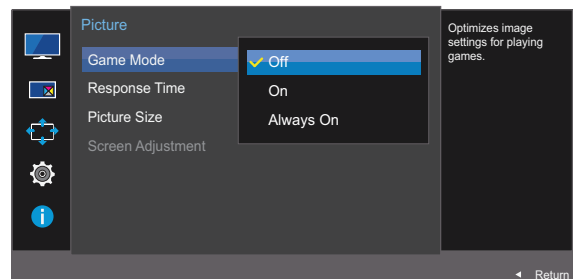 Picture
Game Mode
Off
Response Time
On
Picture Size
Always On
Screen Adjustment
Optimizes image
settings for playing
games.
Return